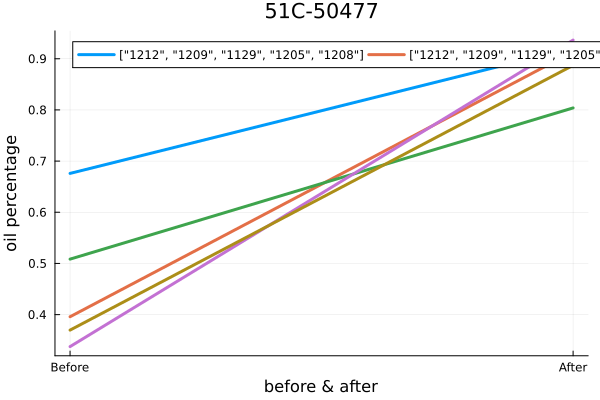 51C-50477
["1212", "1209", "1129", "1205", "1208"] ["1212", "1209", "1129", "1205"
0.9
0.8
0.7
0.6
0.5
0.4
oil percentage
Before After
before & after